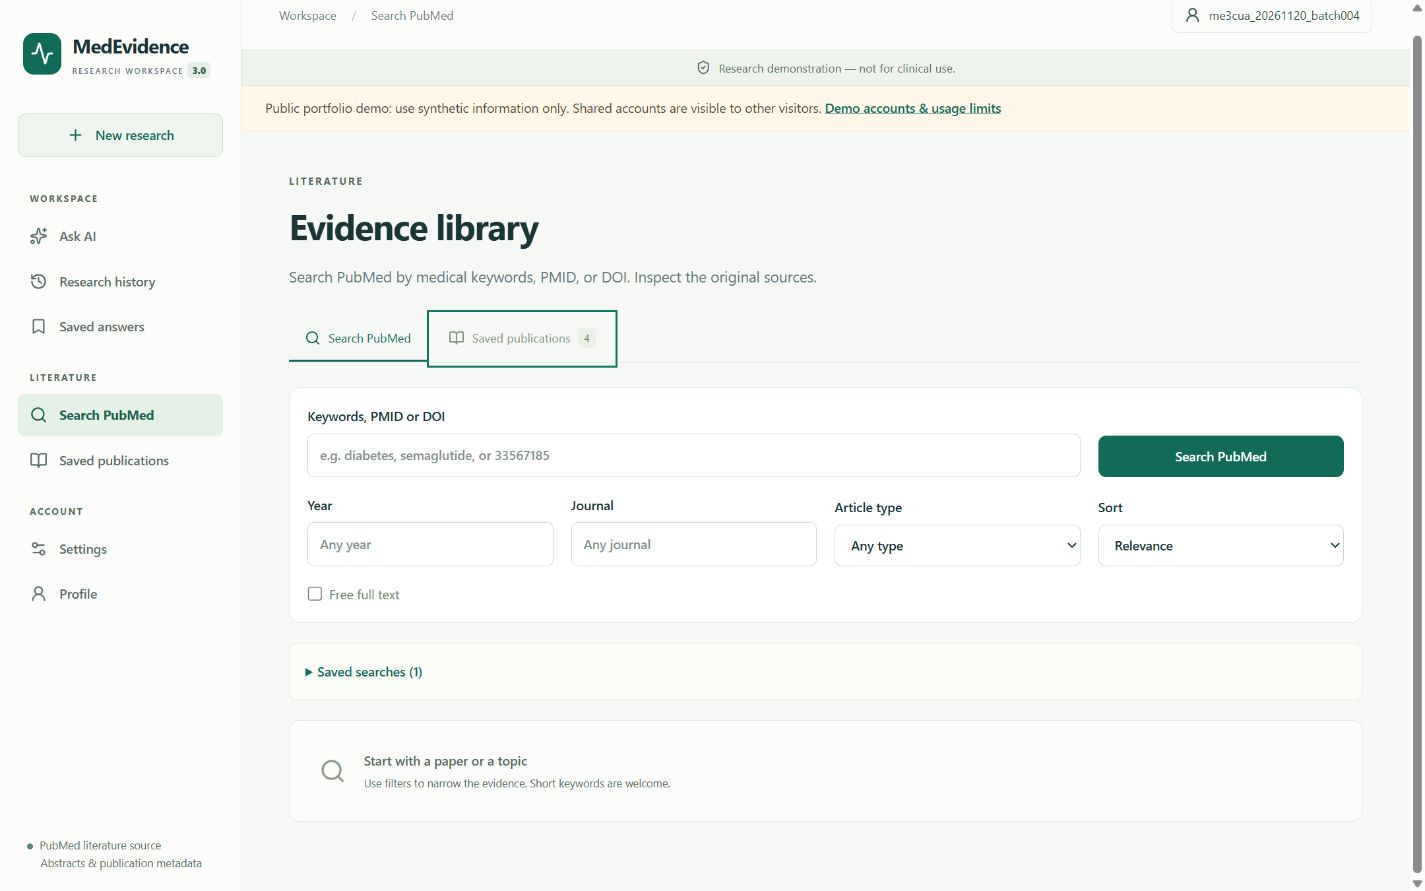 MedEvidence
RESEARCH WORKSPACE 3.0
New research
WORKSPACE
Ask AI
Research history
Saved answers
LITERATURE
Search PubMed
Saved publications
ACCOUNT
Settings
Profile
PubMed literature source
Abstracts & publication metadata
Workspace / Search PubMed
me3cua_20261120_batch004
Research demonstration — not for clinical use.
Public portfolio demo: use synthetic information only. Shared accounts are visible to other visitors. Demo accounts & usage limits
LITERATURE
Evidence library
Search PubMed by medical keywords, PMID, or DOI. Inspect the original sources.
Search PubMed
Saved publications 4
Keywords, PMID or DOI
e.g. diabetes, semaglutide, or 33567185
Search PubMed
Year
Journal
Article type
Sort
Any year
Any journal
Any type
Relevance
Free full text
Saved searches (1)
Start with a paper or a topic
Use filters to narrow the evidence. Short keywords are welcome.